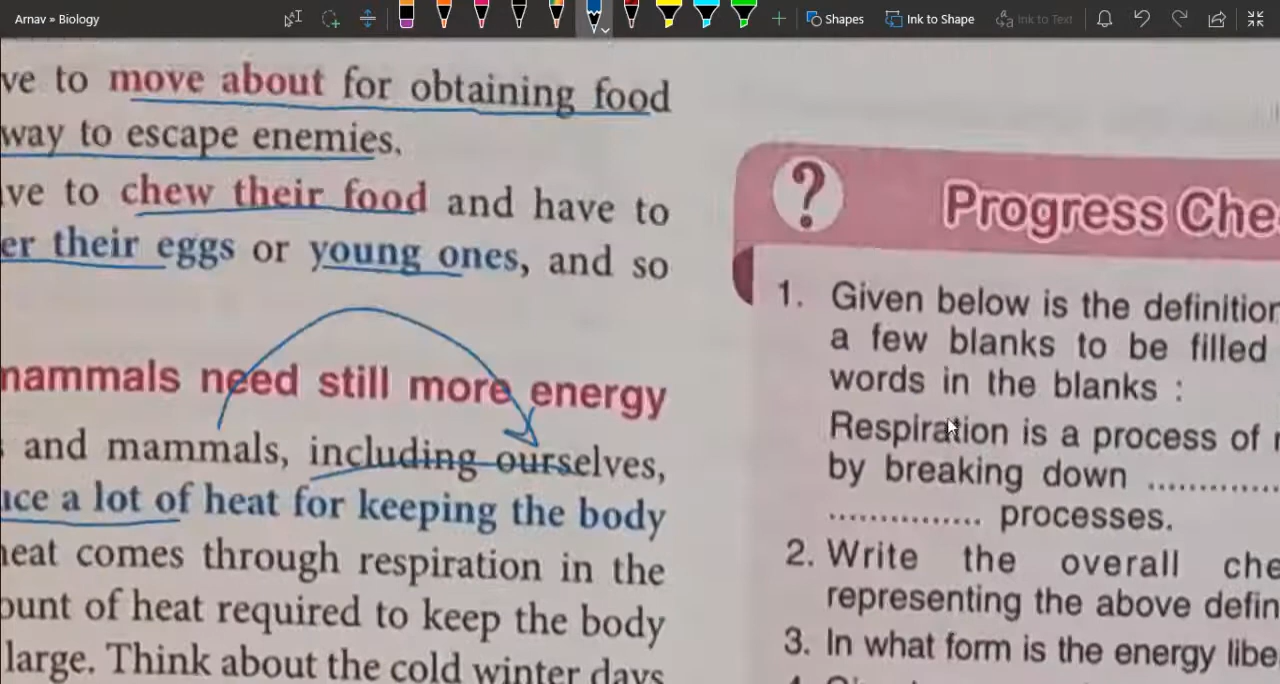 Arnav » Biology
Shapes
Ink to Shape
Ink to Text
ve to move about for obtaining food
way to escape enemies.
ve to chew their food and have to
er their eggs or young ones, and so
mammals need still more energy
and mammals, including ourselves,
uce a lot of heat for keeping the body
heat comes through respiration in the
ount of heat required to keep the body
large. Think about the cold winter days
?
Progress Che
1. Given below is the definition
a few blanks to be filled
words in the blanks :
Respiration is a process of
by breaking down ..............
............... processes.
2. Write the overall che
representing the above defin
3. In what form is the energy libe